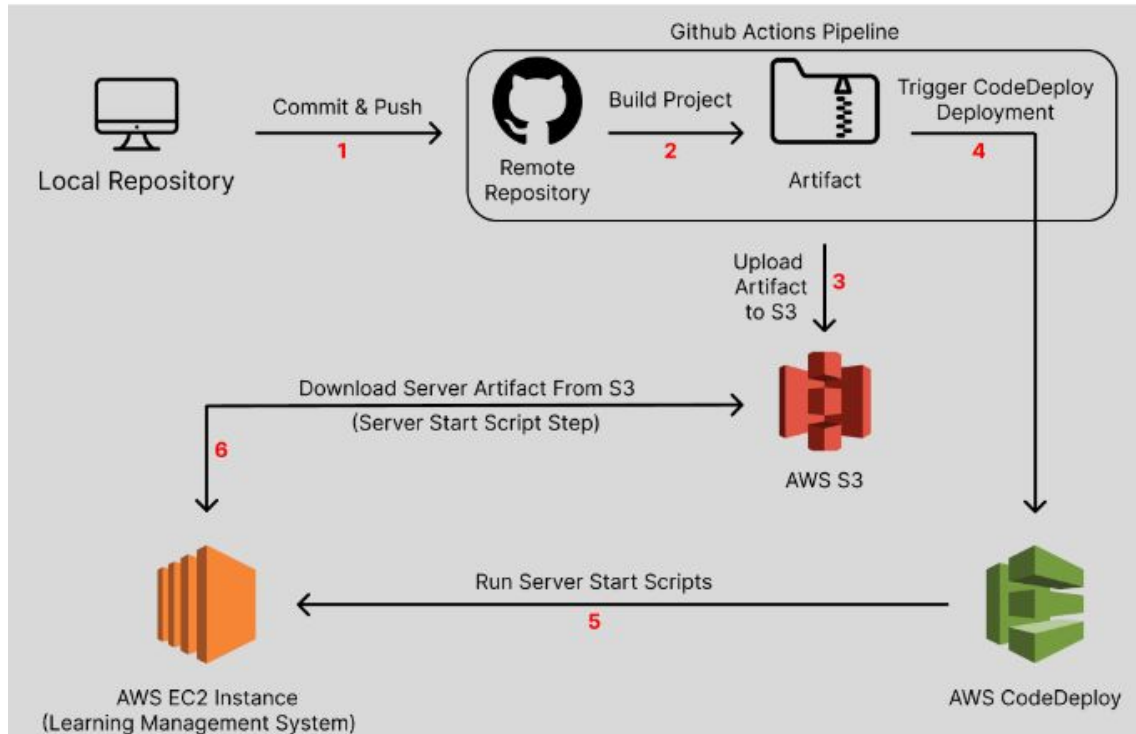 Github Actions Pipeline
Commit & Push
1
Local Repository
Remote
Repository
Build Project
2
Artifact
Trigger CodeDeploy
Deployment
4
Upload
Artifact
to S3
3
AWS S3
Download Server Artifact From S3
(Server Start Script Step)
6
Run Server Start Scripts
5
AWS EC2 Instance
(Learning Management System)
AWS CodeDeploy